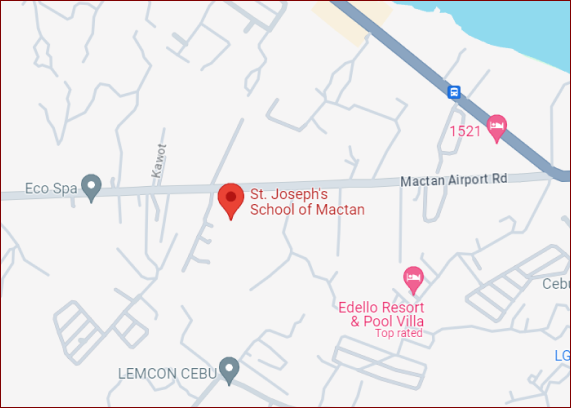 1521
Kawot
Mactan Airport Rd
Eco Spa
St. Joseph's
School of Mactan
Edello Resort
& Pool Villa
Top rated
Cebu
LG
LEMCON CEBU